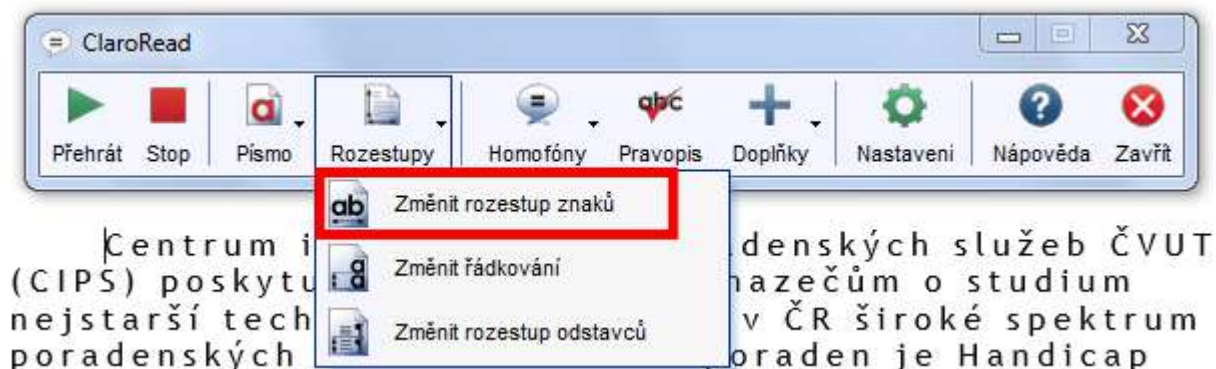 ClaroRead
Přehrát Stop Písmo Rozestupy Homofóny Pravopis Doplňky Nastavení Nápověda Zavřít
Změnit rozestup znaků
Změnit řádkování
Změnit rozestup odstavců
Centrum i denských služeb ČVUT
(CIPS) poskytu azečům o studium
nejstarší tech v ČR široké spektrum
poradenských oraden je Handicap